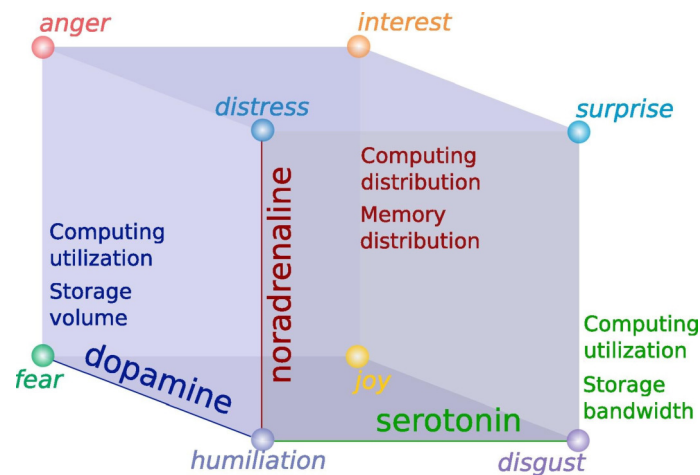 anger
interest
distress
surprise
noradrenaline
Computing
distribution
Memory
distribution
Computing
utilization
Storage
volume
Computing
utilization
Storage
bandwidth
fear
dopamine
joy
serotonin
humiliation
disgust